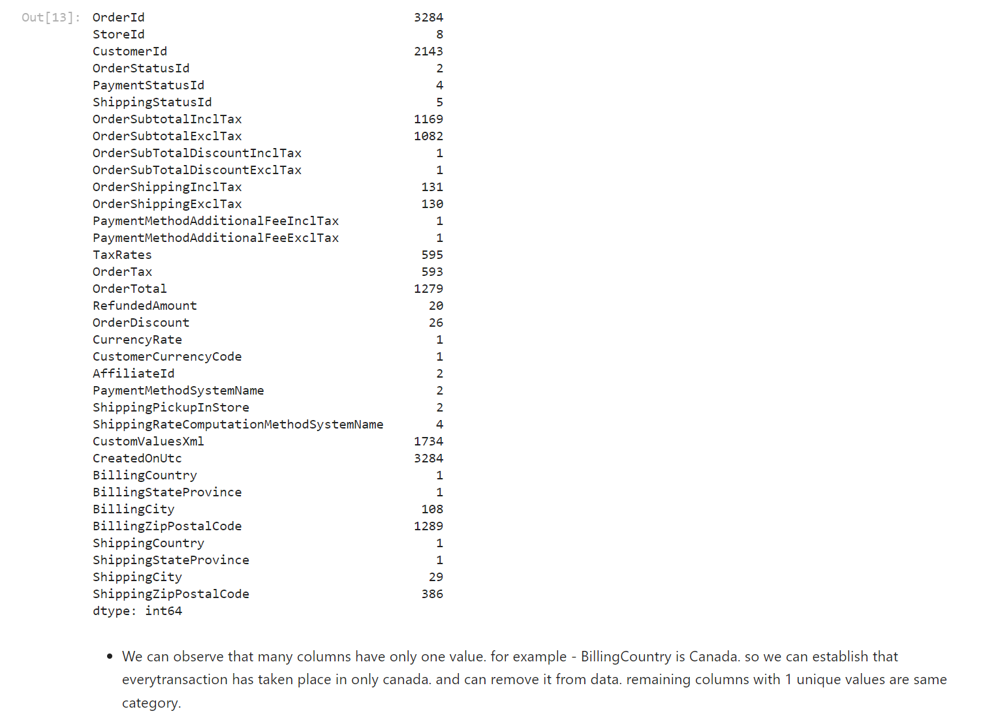 Out[13]: OrderId 3284
StoreId 8
CustomerId 2143
OrderStatusId 2
PaymentStatusId 4
ShippingStatusId 5
OrderSubtotalInclTax 1169
OrderSubtotalExclTax 1082
OrderSubTotalDiscountInclTax 1
OrderSubTotalDiscountExclTax 1
OrderShippingInclTax 131
OrderShippingExclTax 130
PaymentMethodAdditionalFeeInclTax 1
PaymentMethodAdditionalFeeExclTax 1
TaxRates 595
OrderTax 593
OrderTotal 1279
RefundedAmount 20
OrderDiscount 26
CurrencyRate 1
CustomerCurrencyCode 1
AffiliateId 2
PaymentMethodSystemName 2
ShippingPickupInStore 2
ShippingRateComputationMethodSystemName 4
CustomValuesXml 1734
CreatedOnUtc 3284
BillingCountry 1
BillingStateProvince 1
BillingCity 108
BillingZipPostalCode 1289
ShippingCountry 1
ShippingStateProvince 1
ShippingCity 29
ShippingZipPostalCode 386
dtype: int64
• We can observe that many columns have only one value. for example - BillingCountry is Canada. so we can establish that
everytransaction has taken place in only canada. and can remove it from data. remaining columns with 1 unique values are same
category.